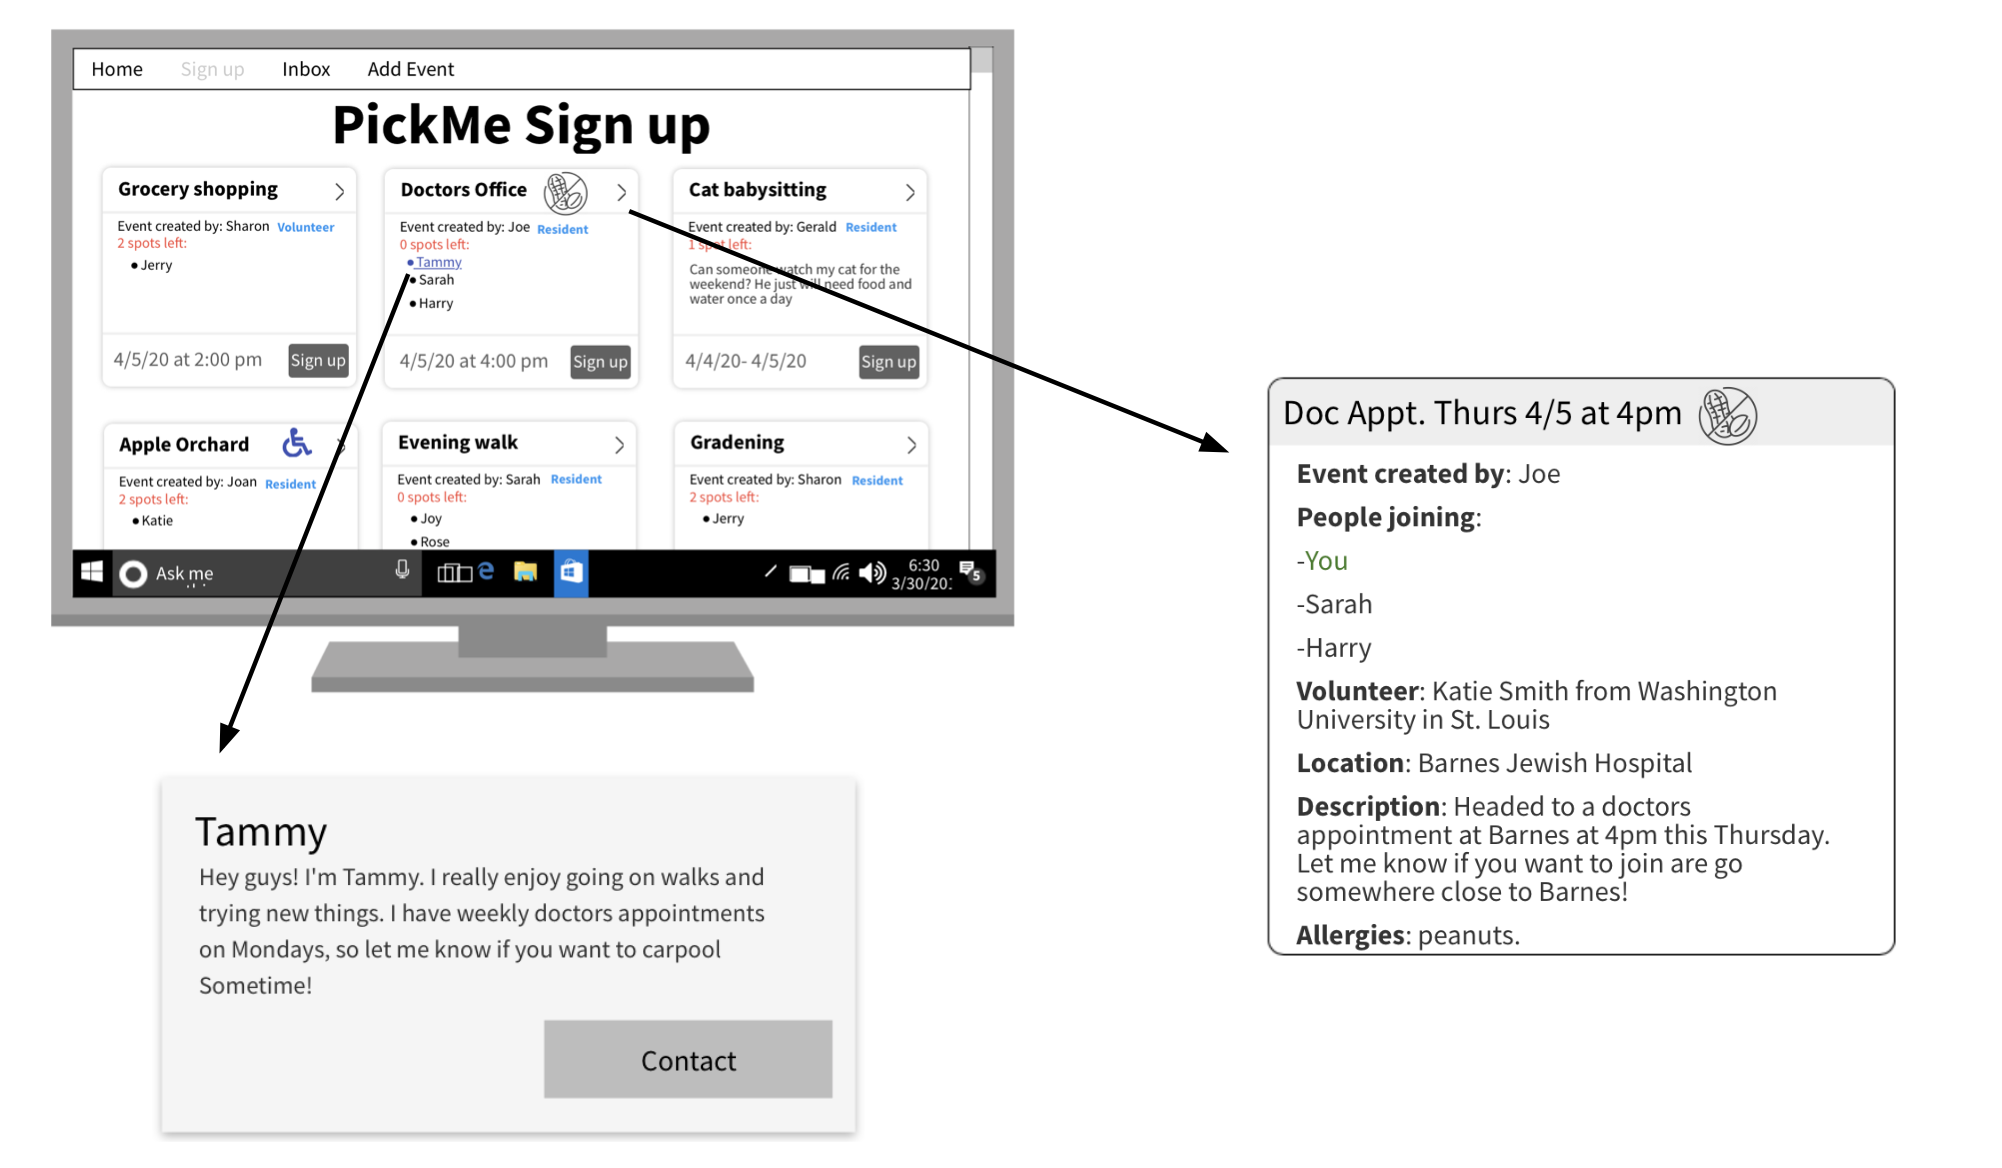 Home Sign up Inbox Add Event
PickMe Sign up
Grocery shopping
Event created by: Sharon Volunteer
2 spots left:
• Jerry
4/5/20 at 2:00 pm Sign up
Doctors Office
Event created by: Joe Resident
0 spots left:
• Tammy
• Sarah
• Harry
4/5/20 at 4:00 pm Sign up
Cat babysitting
Event created by: Gerald Resident
1 spot left:
Can someone watch my cat for the
weekend? He just will need food and
water once a day
4/4/20- 4/5/20 Sign up
Apple Orchard
Event created by: Joan Resident
2 spots left:
• Katie
Evening walk
Event created by: Sarah Resident
0 spots left:
• Joy
• Rose
Gradening
Event created by: Sharon Resident
2 spots left:
• Jerry
Ask me
6:30
3/30/20:
5
Doc Appt. Thurs 4/5 at 4pm
Event created by: Joe
People joining:
-You
-Sarah
-Harry
Volunteer: Katie Smith from Washington
University in St. Louis
Location: Barnes Jewish Hospital
Description: Headed to a doctors
appointment at Barnes at 4pm this Thursday.
Let me know if you want to join are go
somewhere close to Barnes!
Allergies: peanuts.
Tammy
Hey guys! I'm Tammy. I really enjoy going on walks and
trying new things. I have weekly doctors appointments
on Mondays, so let me know if you want to carpool
Sometime!
Contact